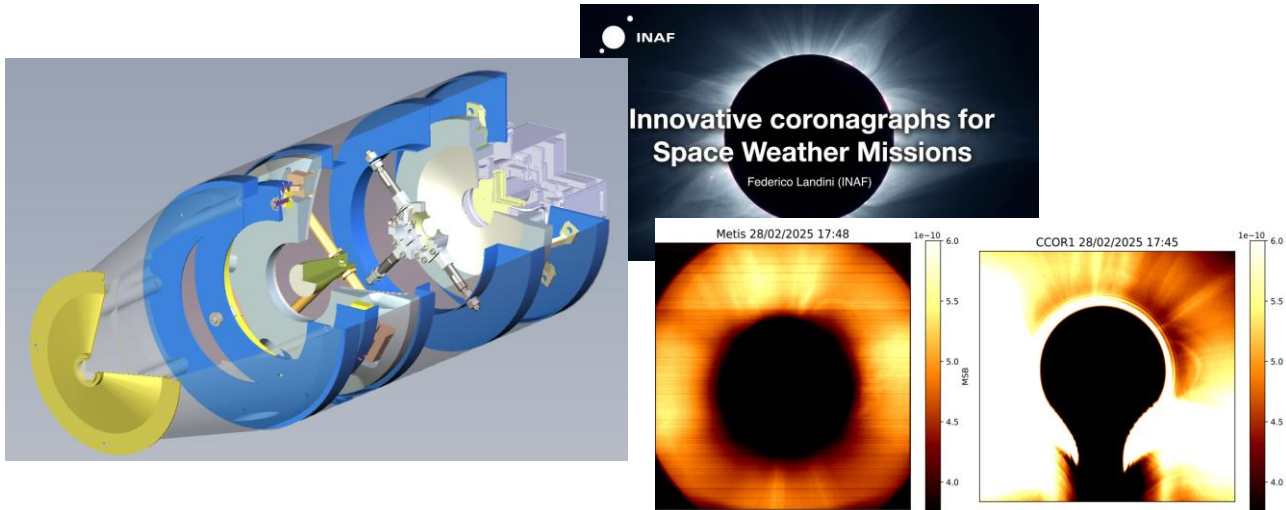 INAF
Innovative coronagraphs for
Space Weather Missions
Federico Landini (INAF)
Metis 28/02/2025 17:48
1e-10
6.0
5.5
5.0
4.5
4.0
MSB
CCOR1 28/02/2025 17:45
1e-10
6.0
5.5
5.0
4.5
4.0